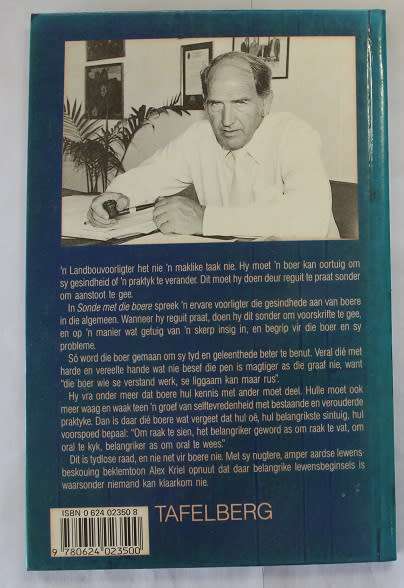 'n Landbouvoorligter het nie 'n maklike taak nie. Hy moet 'n boer kan oortuig om
sy gesindheid of 'n praktyk te verander. Dit moet hy doen deur reguit te praat sonder
om aanstoot te gee.
In Sonde met die boere spreek 'n ervare voorligter die gesindhede aan van boere
in die algemeen. Wanneer hy reguit praat, doen hy dit sonder om voorskrifte te gee,
en op 'n manier wat getuig van 'n skerp insig in, en begrip vir die boer en sy
probleme.
Só word die boer gemaan om sy tyd en geleenthede beter te benut. Veral dié met
harde en vereelte hande wat nie besef die pen is magtiger as die graaf nie, want
"die boer wie se verstand werk, se liggaam kan maar rus".
Hy vra onder meer dat boere hul kennis met ander moet deel. Hulle moet ook
meer waag en waak teen 'n groef van selftevredenheid met bestaande en verouderde
praktyke. Dan is daar dié boere wat vergeet dat hul oë, hul belangrikste sintuig, hul
voorspoed bepaal: "Om raak te sien, het belangriker geword as om raak te vat, om
oral te kyk, belangriker as om oral te wees."
Dit is tydlose raad, en nie net vir boere nie. Met sy nugtere, amper aardse lewens-
beskouing beklemtoon Alex Kriel opnuut dat daar belangrike lewensbeginsels is
waarsonder niemand kan klaarkom nie.
ISBN 0 624 02350 8
9 780624 023500
TAFELBERG